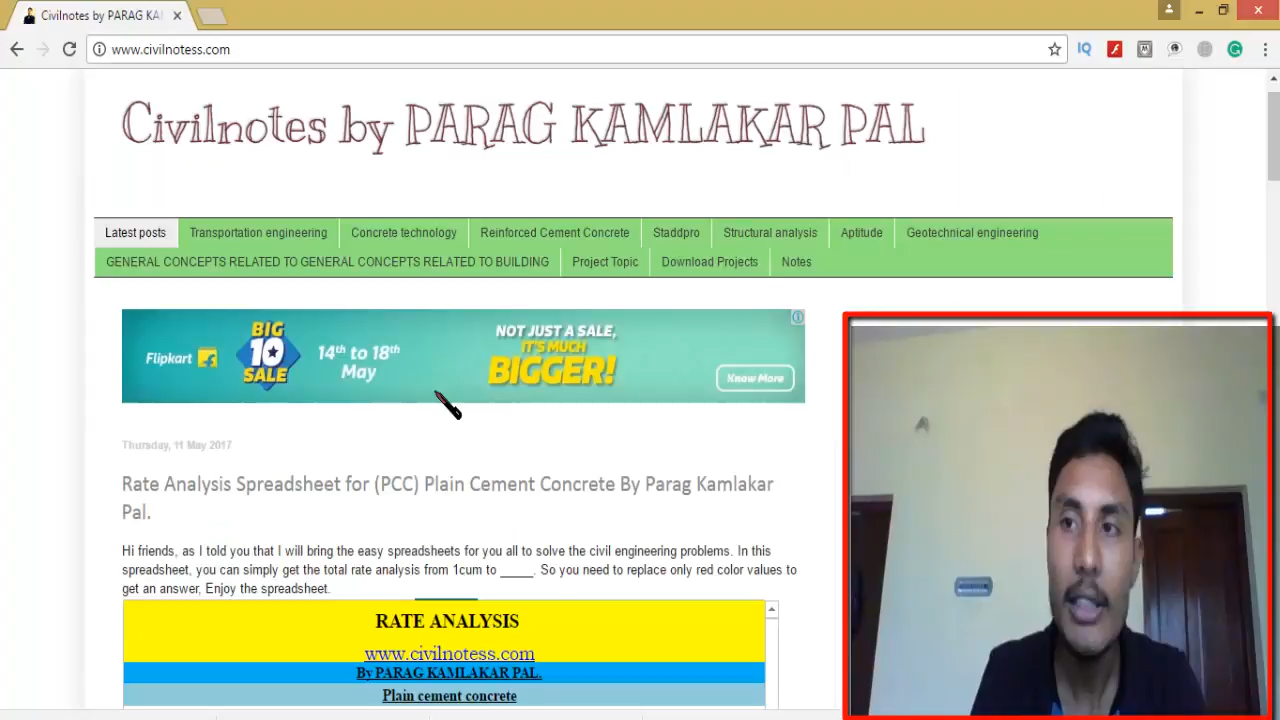 Civilnotes by PARAG KA
www.civilnotess.com
IQ
Civilnotes by PARAG KAMLAKAR PAL
Latest posts
Transportation engineering
Concrete technology
Reinforced Cement Concrete
Staddpro
Structural analysis
Aptitude
Geotechnical engineering
GENERAL CONCEPTS RELATED TO GENERAL CONCEPTS RELATED TO BUILDING
Project Topic
Download Projects
Notes
Flipkart
BIG
10
SALE
14th to 18th
May
NOT JUST A SALE,
IT'S MUCH
BIGGER!
Know More
Thursday, 11 May 2017
Rate Analysis Spreadsheet for (PCC) Plain Cement Concrete By Parag Kamlakar
Pal.
Hi friends, as I told you that I will bring the easy spreadsheets for you all to solve the civil engineering problems. In this
spreadsheet, you can simply get the total rate analysis from 1cum to _____. So you need to replace only red color values to
get an answer, Enjoy the spreadsheet.
RATE ANALYSIS
www.civilnotess.com
By PARAG KAMLAKAR PAL.
Plain cement concrete